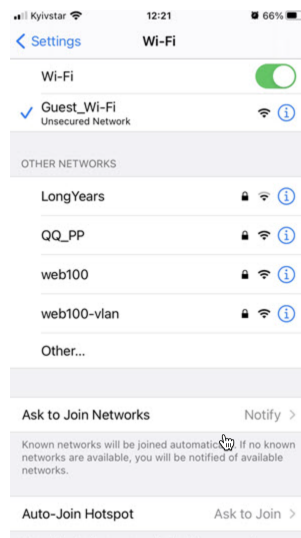 Kyivstar 12:21 66%
Settings Wi-Fi
Wi-Fi
Guest_Wi-Fi
Unsecured Network
OTHER NETWORKS
LongYears
QQ_PP
web100
web100-vlan
Other...
Ask to Join Networks Notify
Known networks will be joined If no known
networks are available, you will be notified of available
networks.
Auto-Join Hotspot Ask to Join